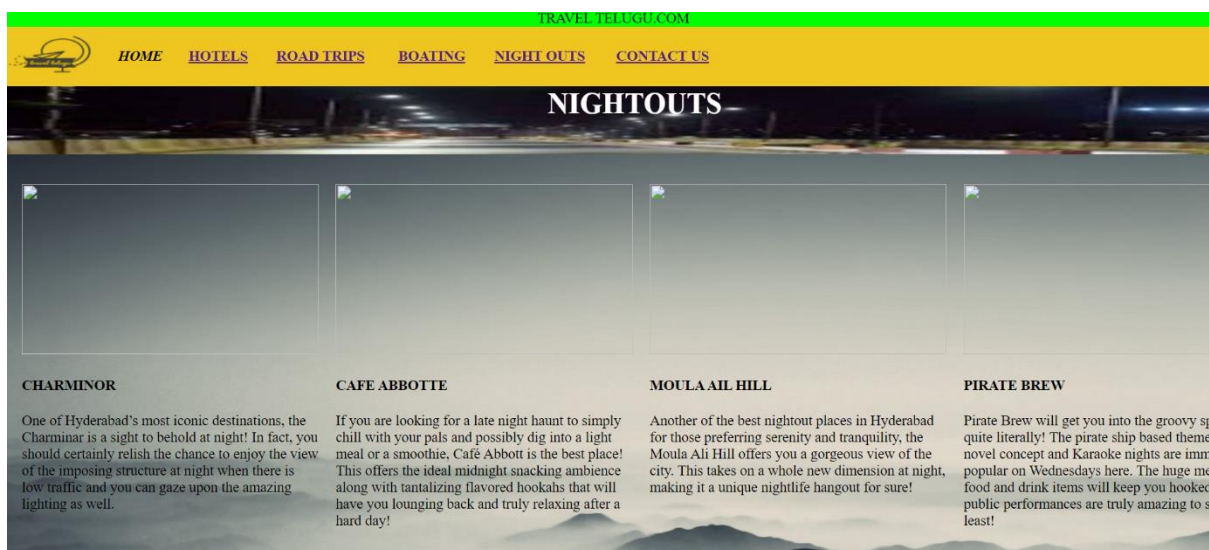 TRAVEL TELUGU.COM
HOME HOTELS ROAD TRIPS BOATING NIGHT OUTS CONTACT US
NIGHTOUTS
CHARMINOR
One of Hyderabad’s most iconic destinations, the
Charminar is a sight to behold at night! In fact, you
should certainly relish the chance to enjoy the view
of the imposing structure at night when there is
low traffic and you can gaze upon the amazing
lighting as well.
CAFE ABBOTTE
If you are looking for a late night haunt to simply
chill with your pals and possibly dig into a light
meal or a smoothie, Café Abbott is the best place!
This offers the ideal midnight snacking ambience
along with tantalizing flavored hookahs that will
have you lounging back and truly relaxing after a
hard day!
MOULA AIL HILL
Another of the best nightout places in Hyderabad
for those preferring serenity and tranquility, the
Moula Ali Hill offers you a gorgeous view of the
city. This takes on a whole new dimension at night,
making it a unique nightlife hangout for sure!
PIRATE BREW
Pirate Brew will get you into the groovy
quite literally! The pirate ship based theme
novel concept and Karaoke nights are
popular on Wednesdays here. The huge
food and drink items will keep you hooked
public performances are truly amazing to
least!